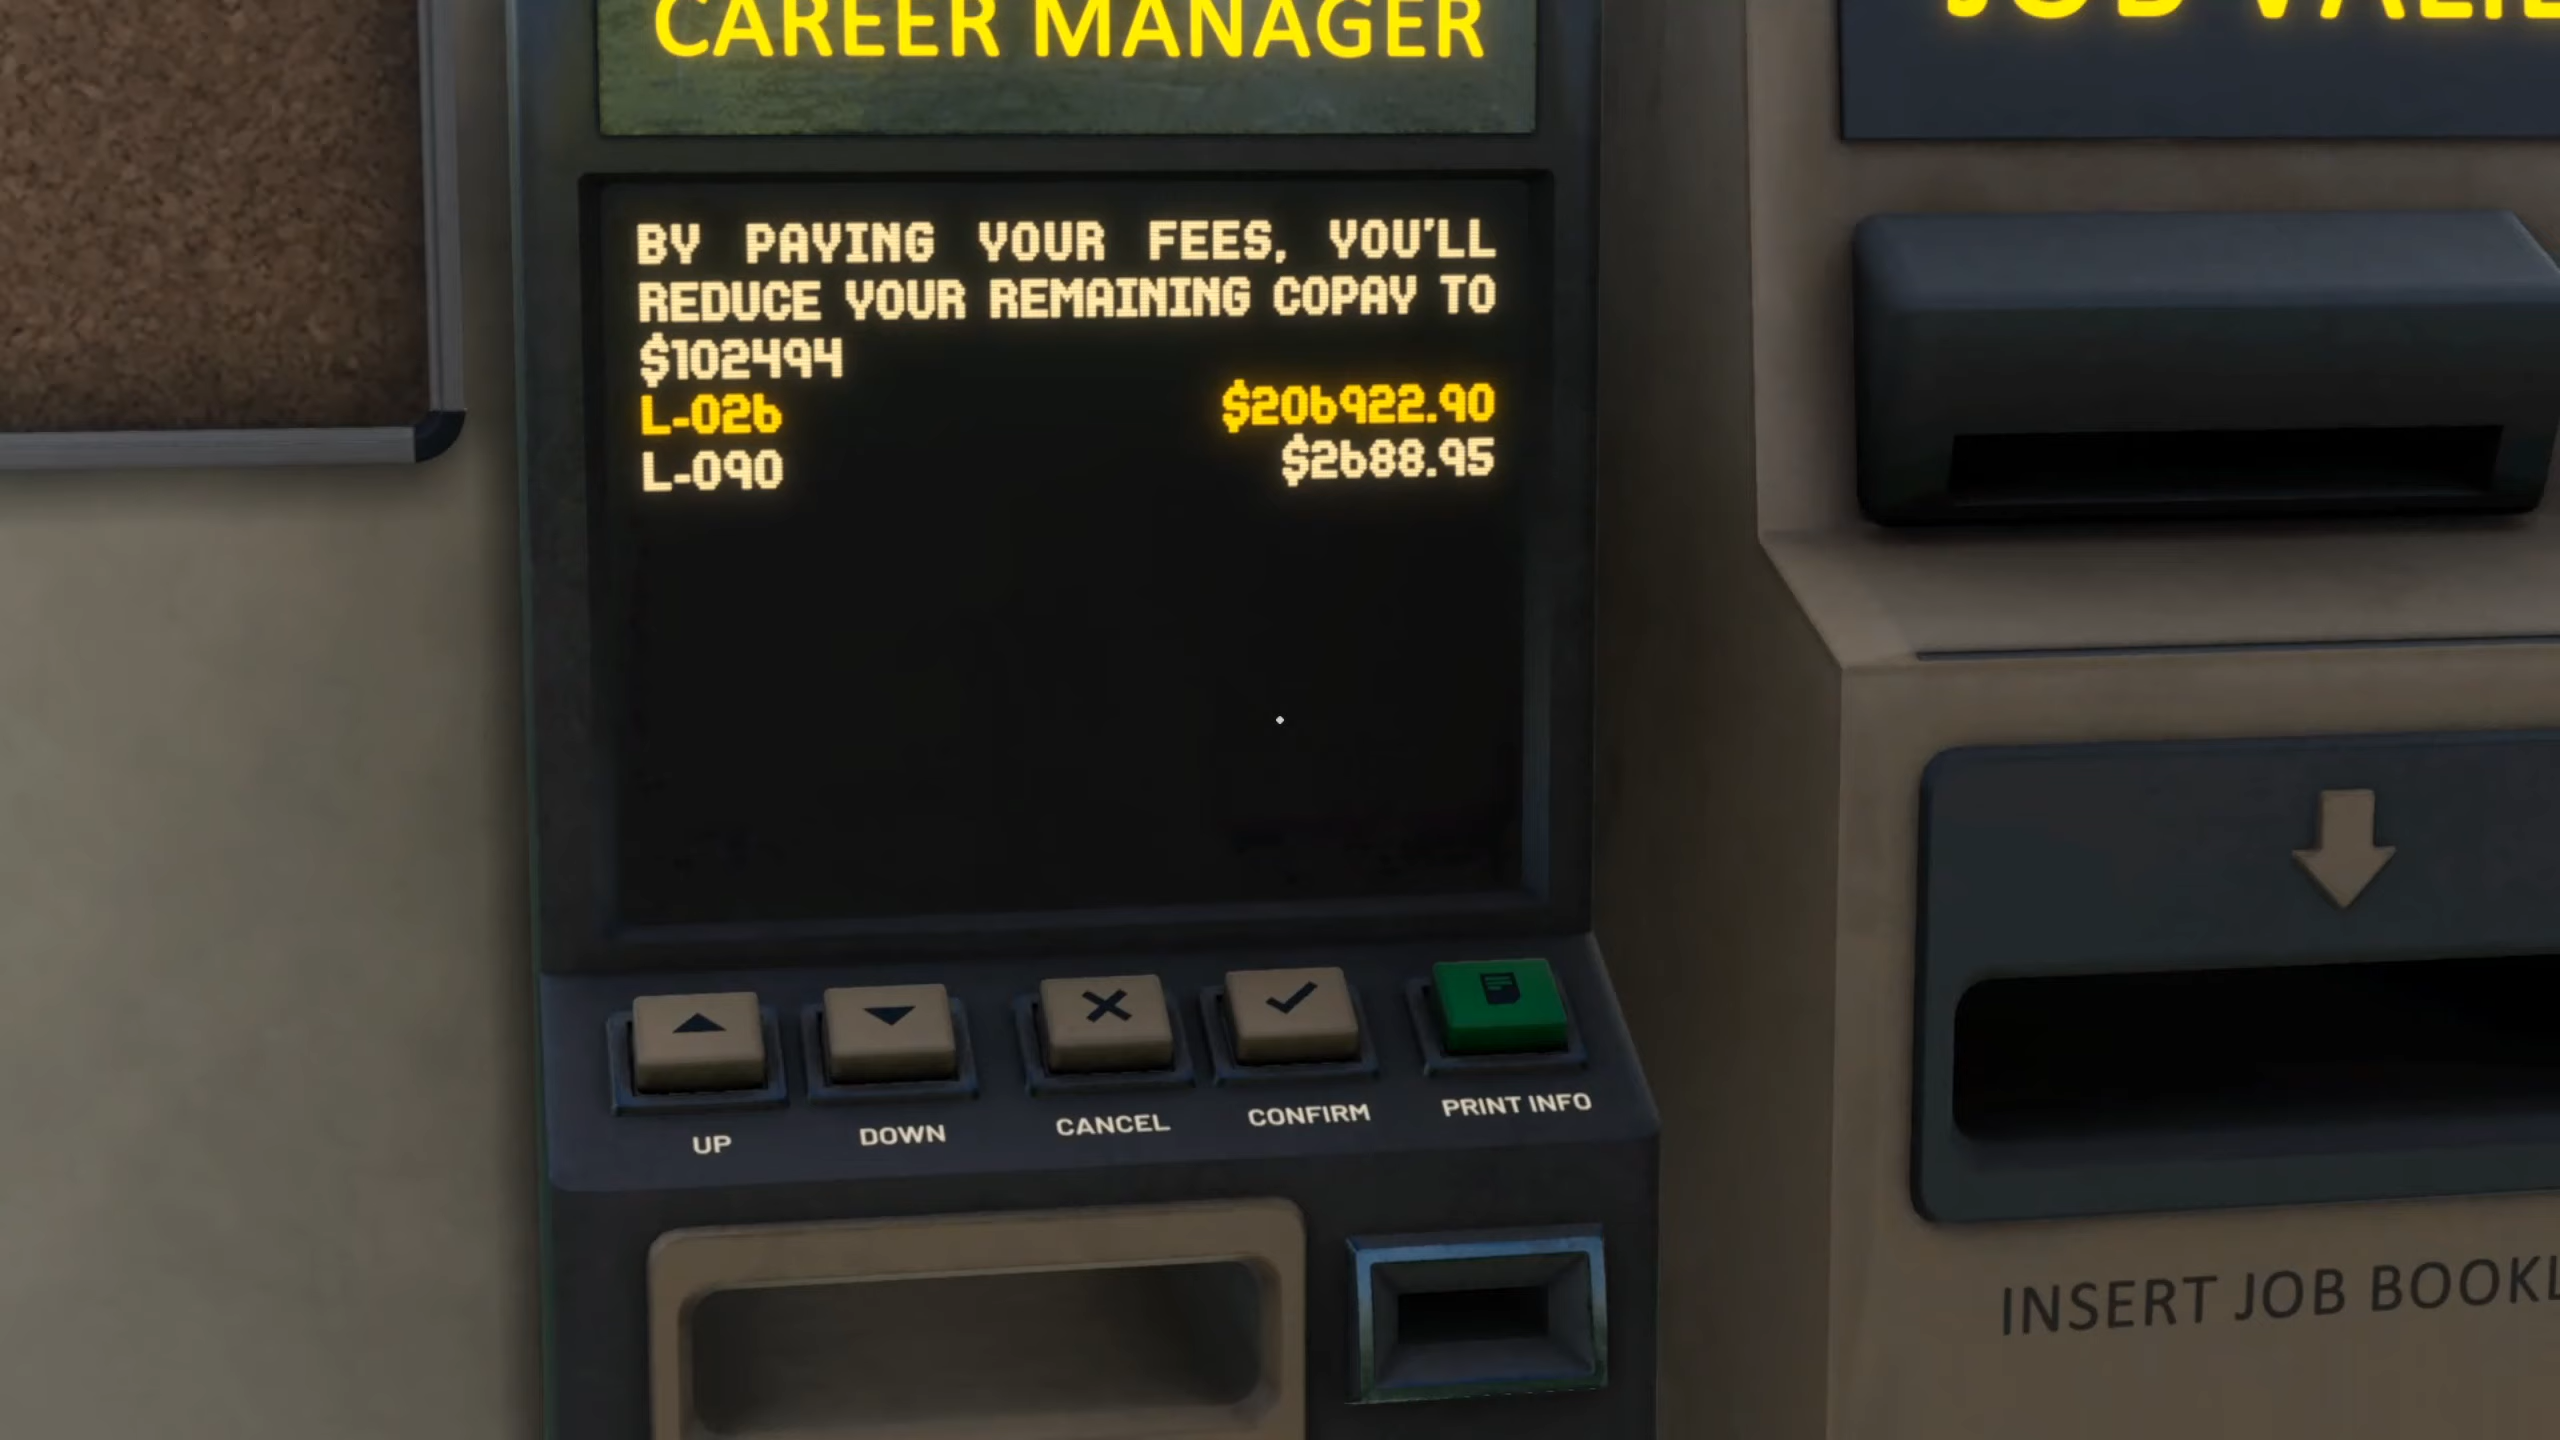 CAREER MANAGER
BY PAYING YOUR FEES, YOU'LL
REDUCE YOUR REMAINING COPAY TO
$102494
L-026 $206922.90
L-090 $2688.95
UP DOWN CANCEL CONFIRM PRINT INFO
JOB
INSERT JOB